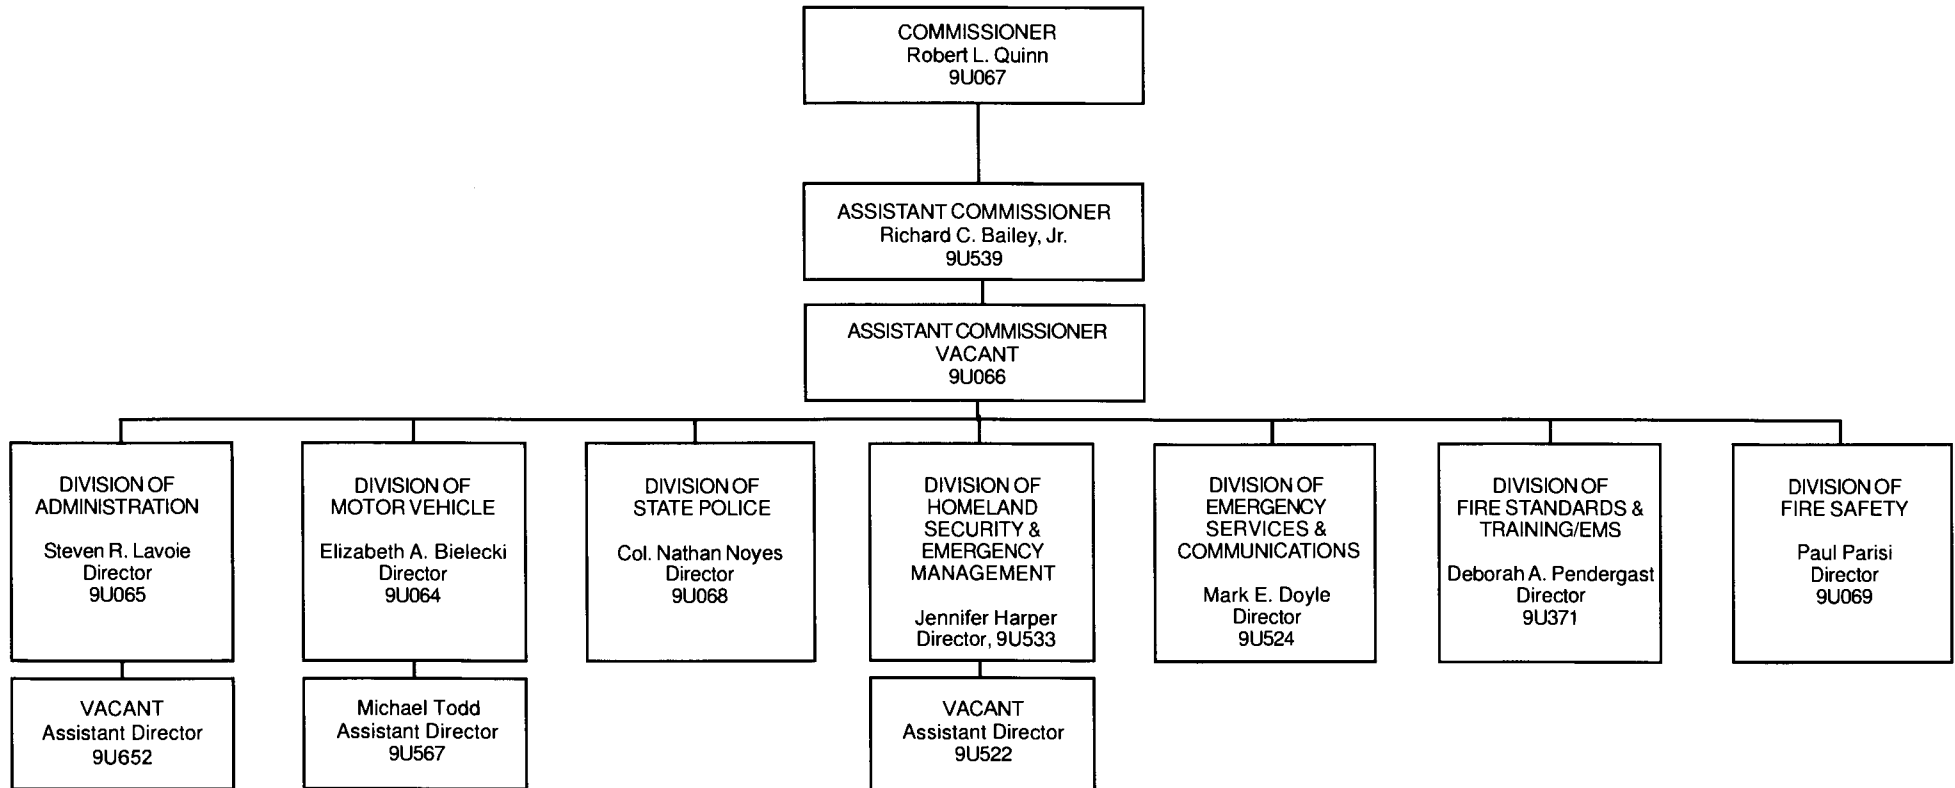 COMMISSIONER
Robert L. Quinn
9U067
ASSISTANT COMMISSIONER
Richard C. Bailey, Jr.
9U539
ASSISTANT COMMISSIONER
VACANT
9U066
DIVISION OF
ADMINISTRATION
Steven R. Lavoie
Director
9U065
DIVISION OF
MOTOR VEHICLE
Elizabeth A. Bielecki
Director
9U064
DIVISION OF
STATE POLICE
Col. Nathan Noyes
Director
9U068
DIVISION OF
HOMELAND
SECURITY &
EMERGENCY
MANAGEMENT
Jennifer Harper
Director, 9U533
DIVISION OF
EMERGENCY
SERVICES &
COMMUNICATIONS
Mark E. Doyle
Director
9U524
DIVISION OF
FIRE STANDARDS &
TRAINING/EMS
Deborah A. Pendergast
Director
9U371
DIVISION OF
FIRE SAFETY
Paul Parisi
Director
9U069
VACANT
Assistant Director
9U652
Michael Todd
Assistant Director
9U567
VACANT
Assistant Director
9U522